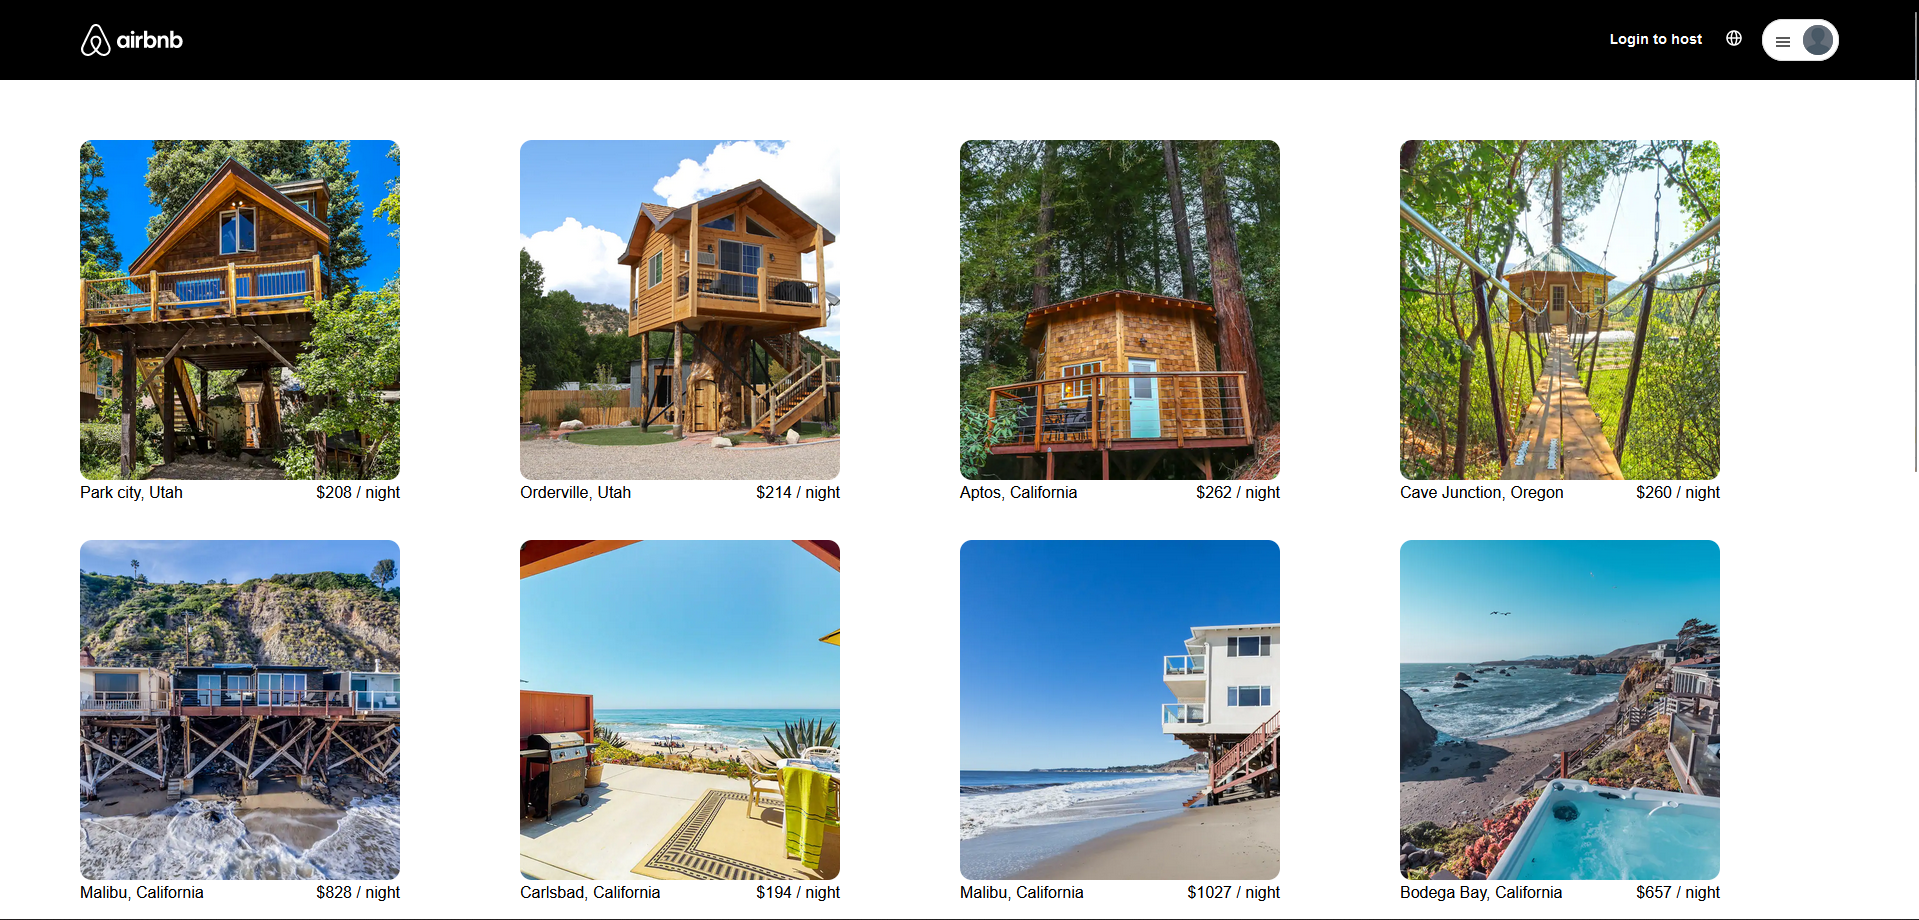 airbnb
Login to host
Park city, Utah $208 / night
Orderville, Utah $214 / night
Aptos, California $262 / night
Cave Junction, Oregon $260 / night
Malibu, California $828 / night
Carlsbad, California $194 / night
Malibu, California $1027 / night
Bodega Bay, California $657 / night